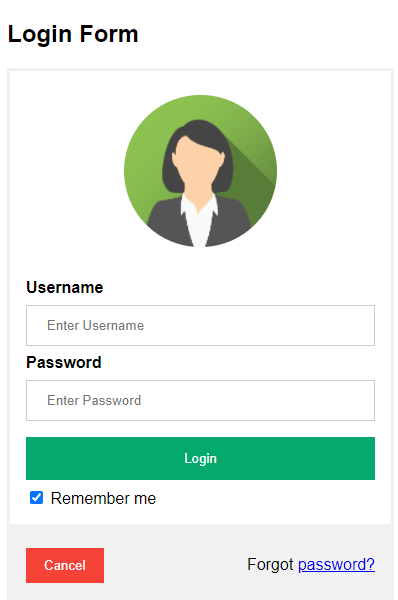 Login Form
Username
Enter Username
Password
Enter Password
Login
Remember me
Cancel
Forgot password?